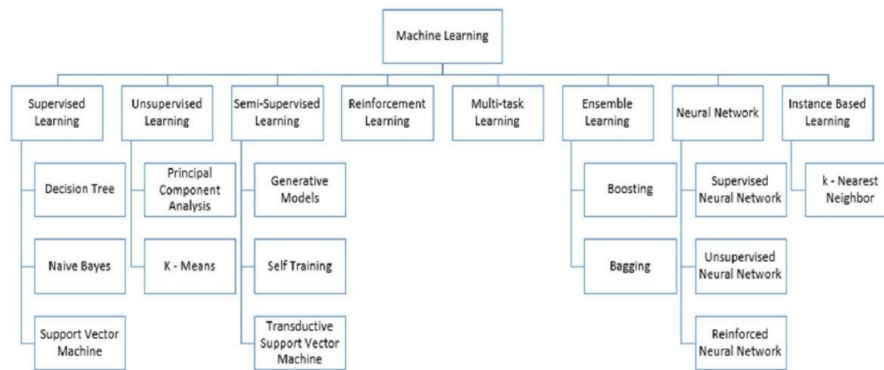 Machine Learning
Supervised
Learning
Unsupervised
Learning
Semi-Supervised
Learning
Reinforcement
Learning
Multi-task
Learning
Ensemble
Learning
Neural Network
Instance Based
Learning
Decision Tree
Principal
Component
Analysis
Generative
Models
Boosting
Supervised
Neural Network
k - Nearest
Neighbor
Naive Bayes
K - Means
Self Training
Bagging
Unsupervised
Neural Network
Support Vector
Machine
Transductive
Support Vector
Machine
Reinforced
Neural Network